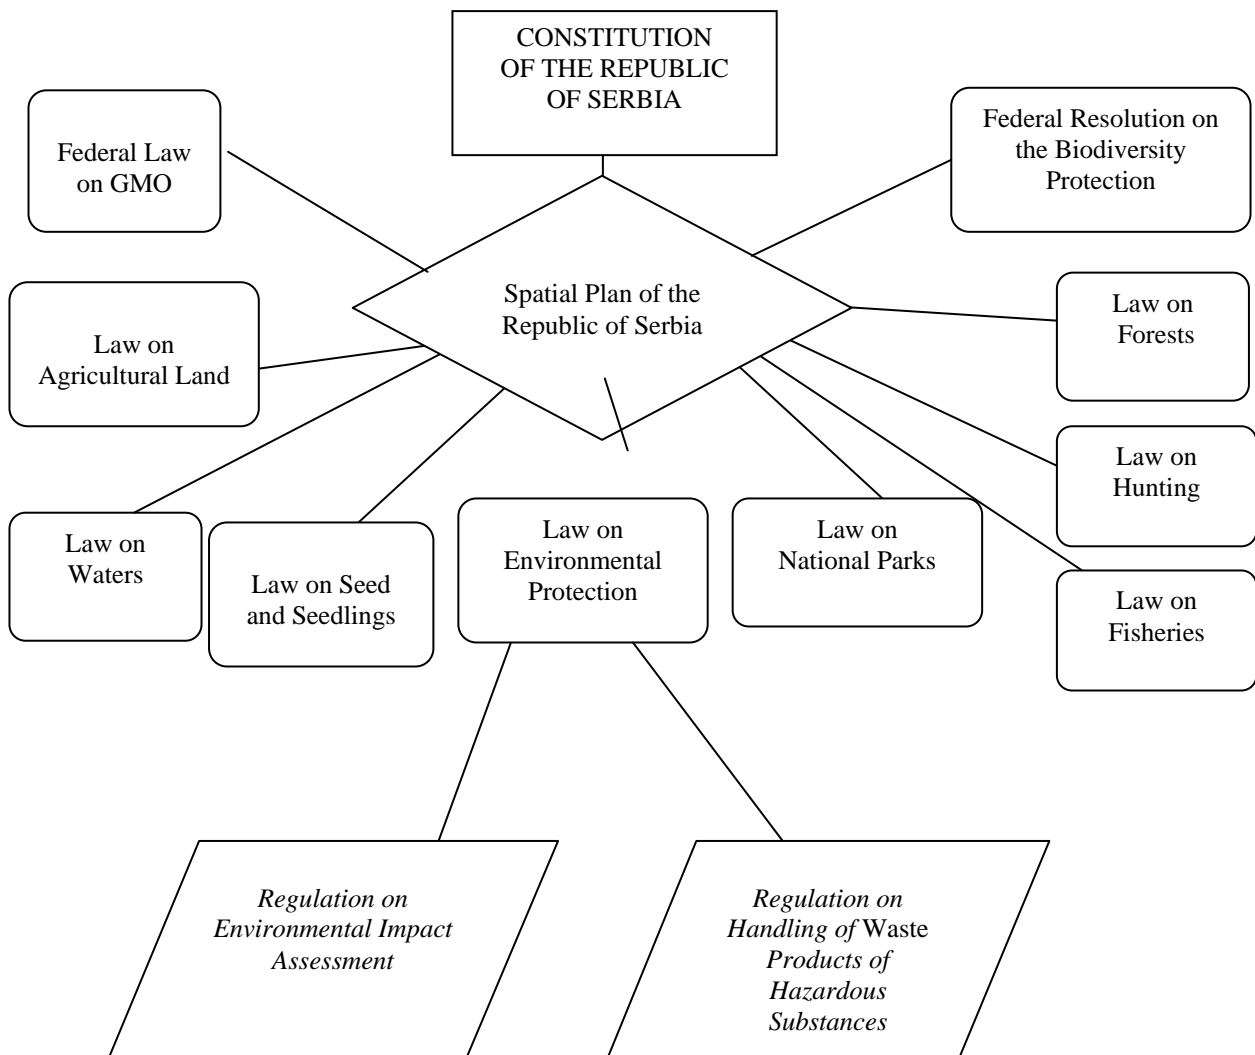 CONSTITUTION
OF THE REPUBLIC
OF SERBIA
Federal Law
on GMO
Federal Resolution on
the Biodiversity
Protection
Spatial Plan of the
Republic of Serbia
Law on
Agricultural Land
Law on
Forests
Law on
Hunting
Law on
Waters
Law on Seed
and Seedlings
Law on
Environmental
Protection
Law on
National Parks
Law on
Fisheries
Regulation on
Environmental Impact
Assessment
Regulation on
Handling of Waste
Products of
Hazardous
Substances